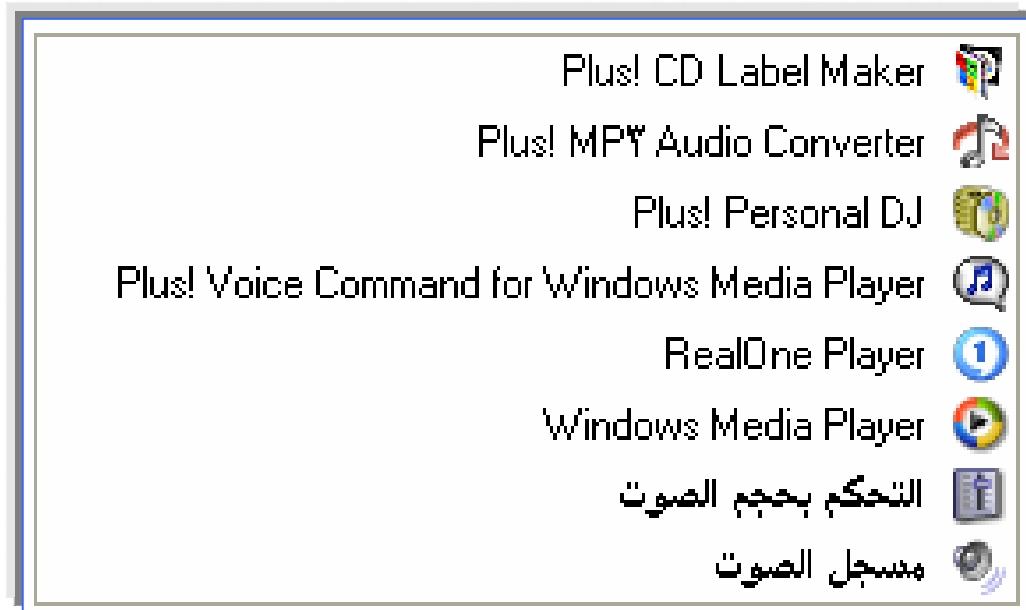 Plus! CD Label Maker
Plus! MP٣ Audio Converter
Plus! Personal DJ
Plus! Voice Command for Windows Media Player
RealOne Player
Windows Media Player
التحكم بحجم الصوت
مسجل الصوت